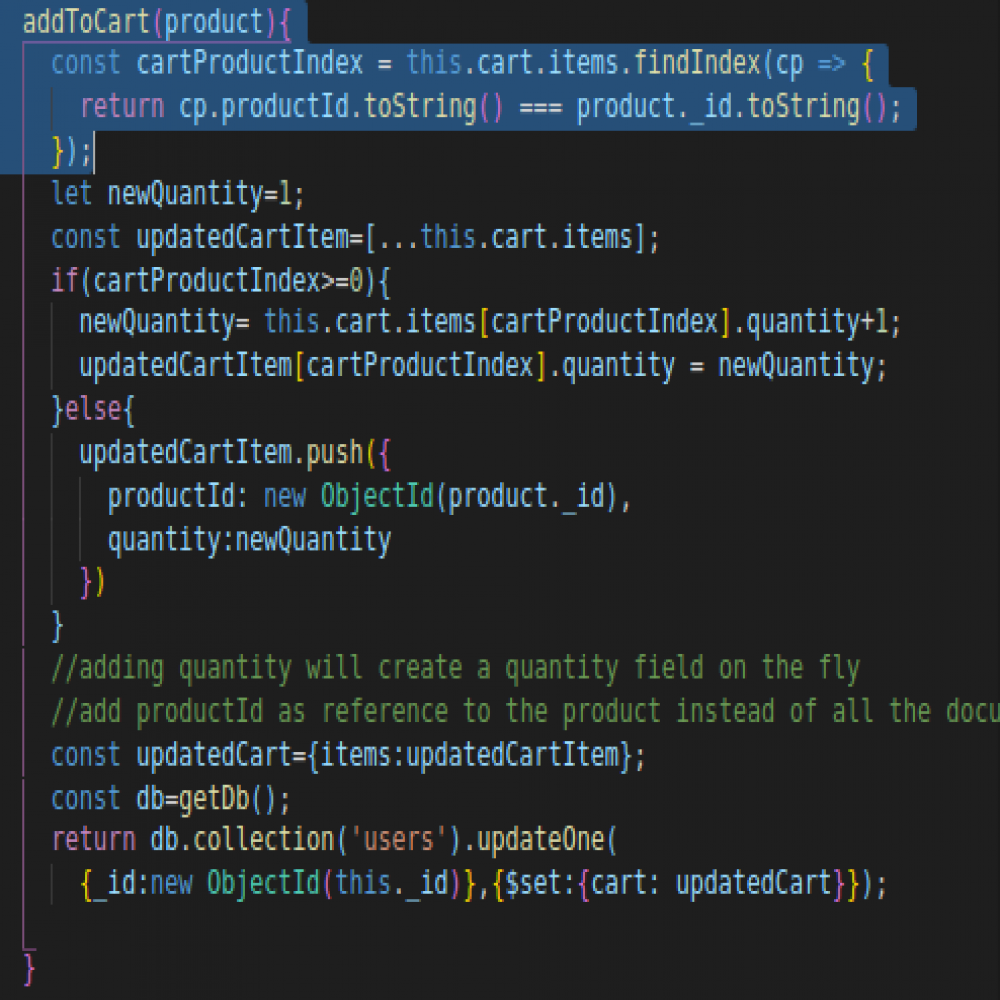 addToCart(product){
const cartProductIndex = this.cart.items.findIndex(cp => {
return cp.productId.toString() === product._id.toString();
});
let newQuantity=1;
const updatedCartItem=[...this.cart.items];
if(cartProductIndex>=0){
newQuantity= this.cart.items[cartProductIndex].quantity+1;
updatedCartItem[cartProductIndex].quantity = newQuantity;
}else{
updatedCartItem.push({
productId: new ObjectId(product._id),
quantity:newQuantity
})
}
//adding quantity will create a quantity field on the fly
//add productId as reference to the product instead of all the docu
const updatedCart={items:updatedCartItem};
const db=getDb();
return db.collection('users').updateOne(
{_id:new ObjectId(this._id)},{$set:{cart: updatedCart}});
}